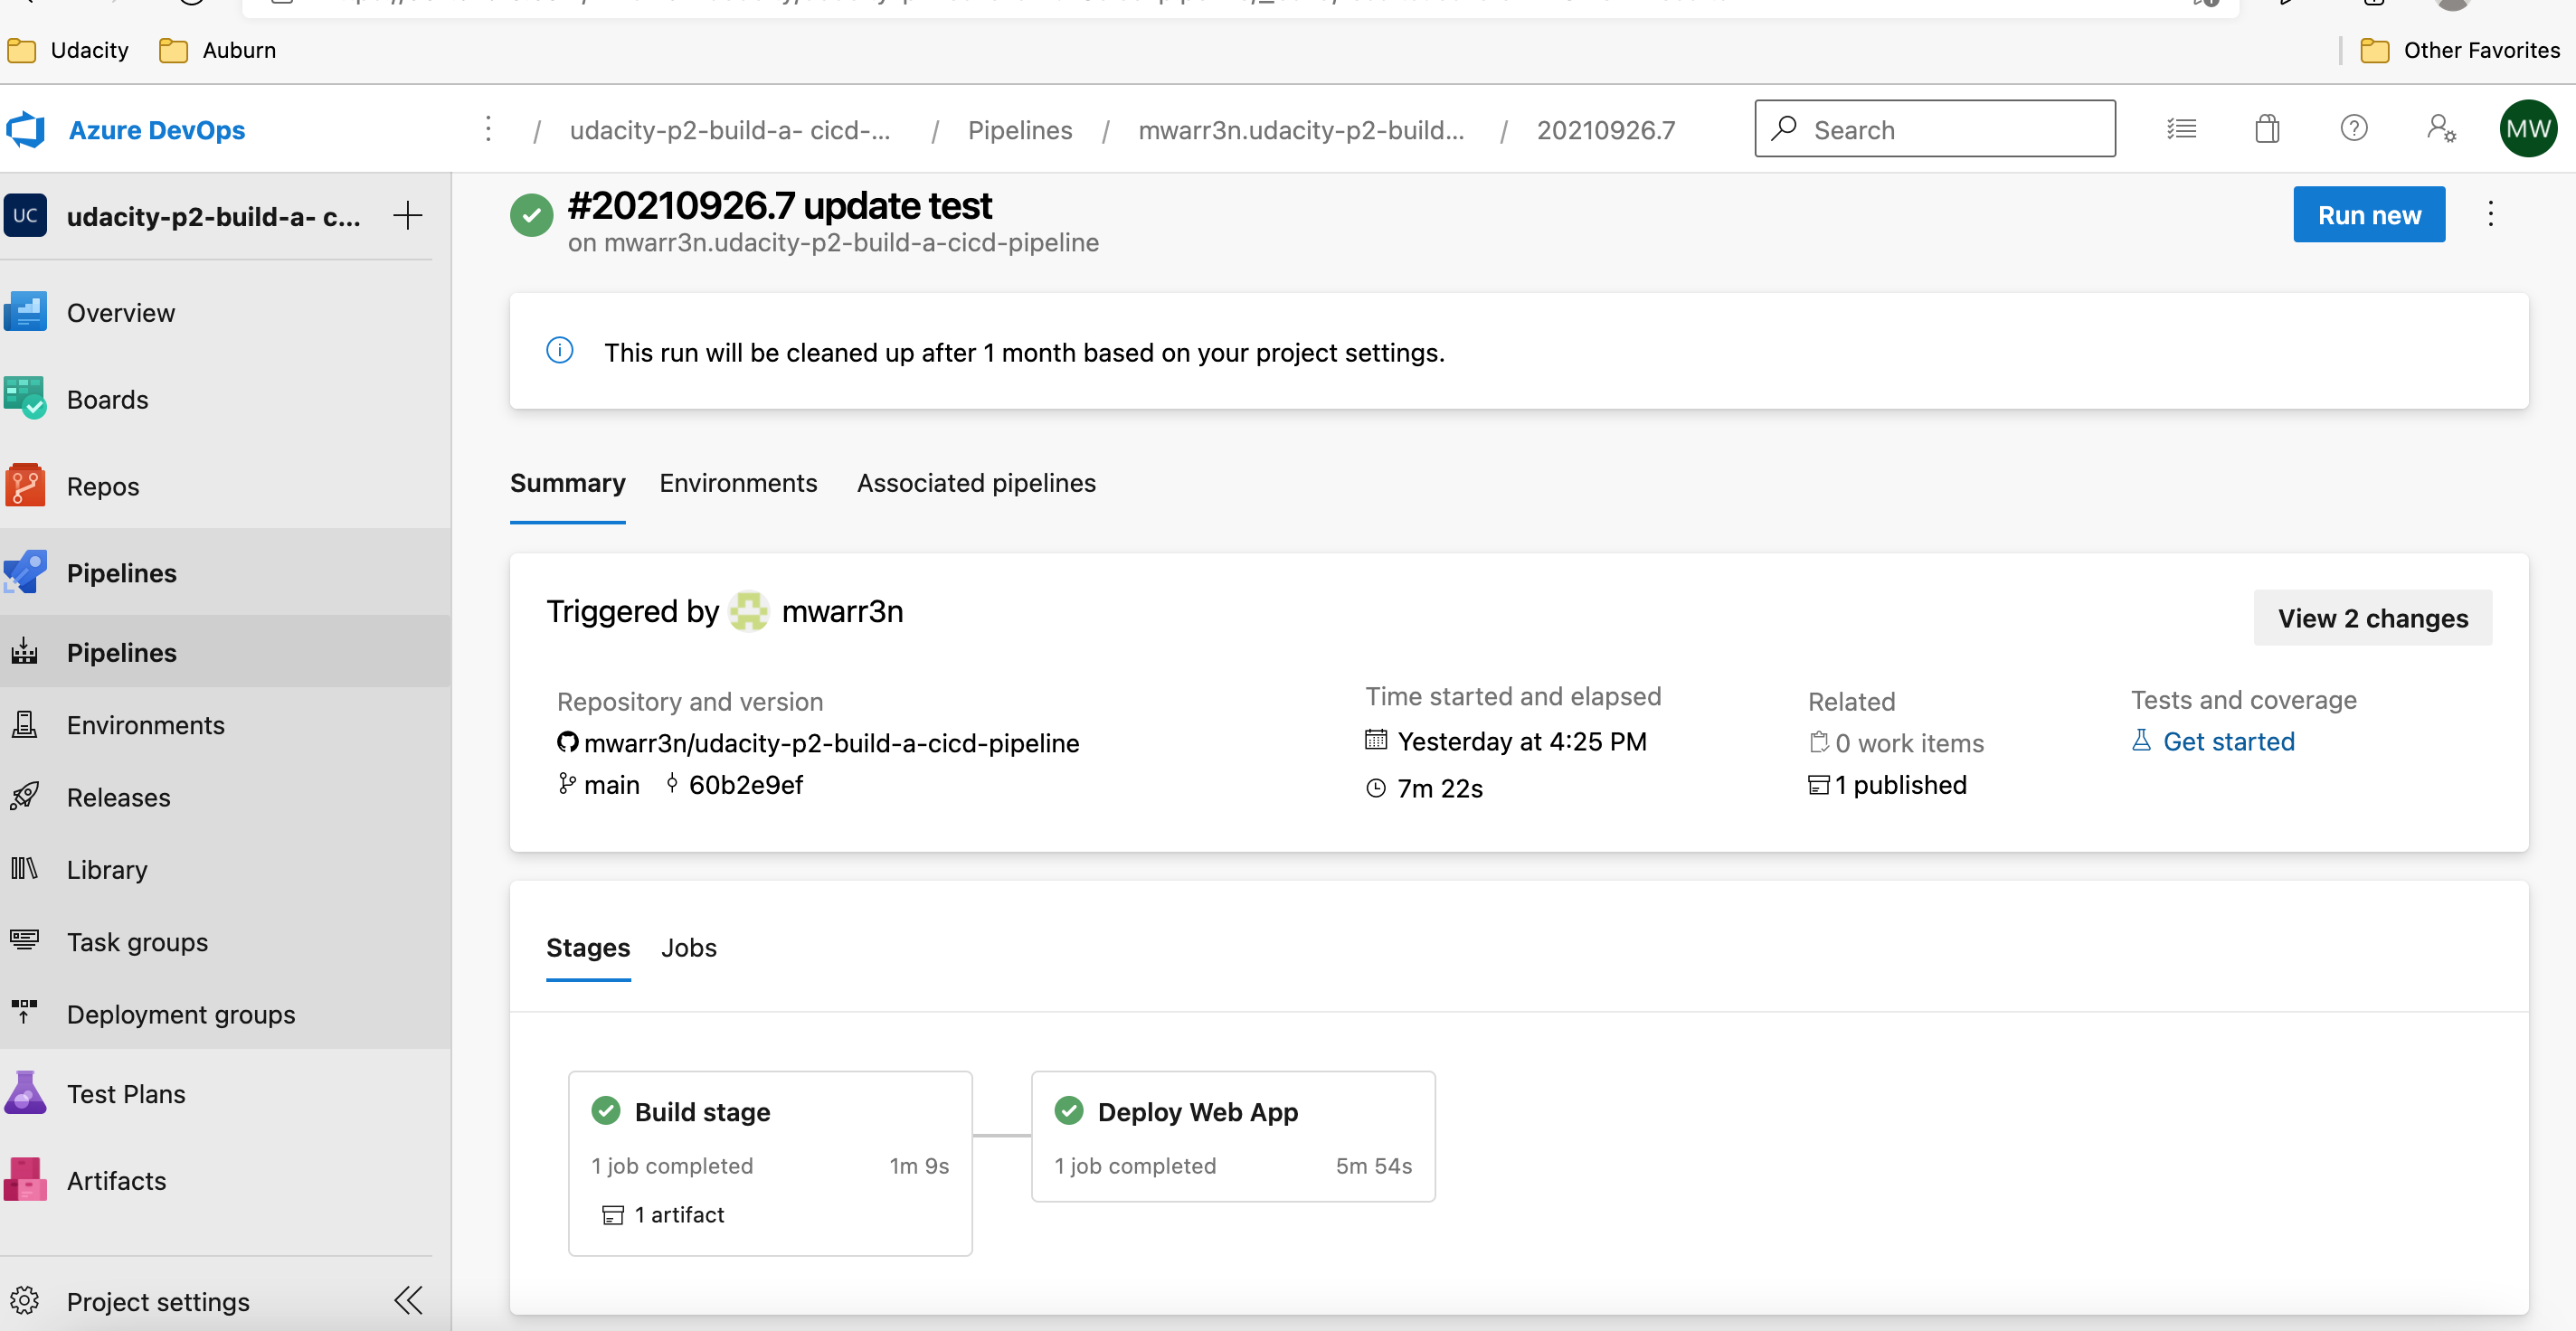 Udacity
Auburn
Other Favorites
Azure DevOps
/ udacity-p2-build-a- cicd-... / Pipelines / mwarr3n.udacity-p2-build... / 20210926.7
Search
MW
UC
udacity-p2-build-a- c...
Overview
Boards
Repos
Pipelines
Pipelines
Environments
Releases
Library
Task groups
Deployment groups
Test Plans
Artifacts
Project settings
#20210926.7 update test
on mwarr3n.udacity-p2-build-a-cicd-pipeline
Run new
This run will be cleaned up after 1 month based on your project settings.
Summary
Environments
Associated pipelines
Triggered by mwarr3n
View 2 changes
Repository and version
mwarr3n/udacity-p2-build-a-cicd-pipeline
main 60b2e9ef
Time started and elapsed
Yesterday at 4:25 PM
7m 22s
Related
0 work items
1 published
Tests and coverage
Get started
Stages
Jobs
Build stage
1 job completed 1m 9s
1 artifact
Deploy Web App
1 job completed 5m 54s